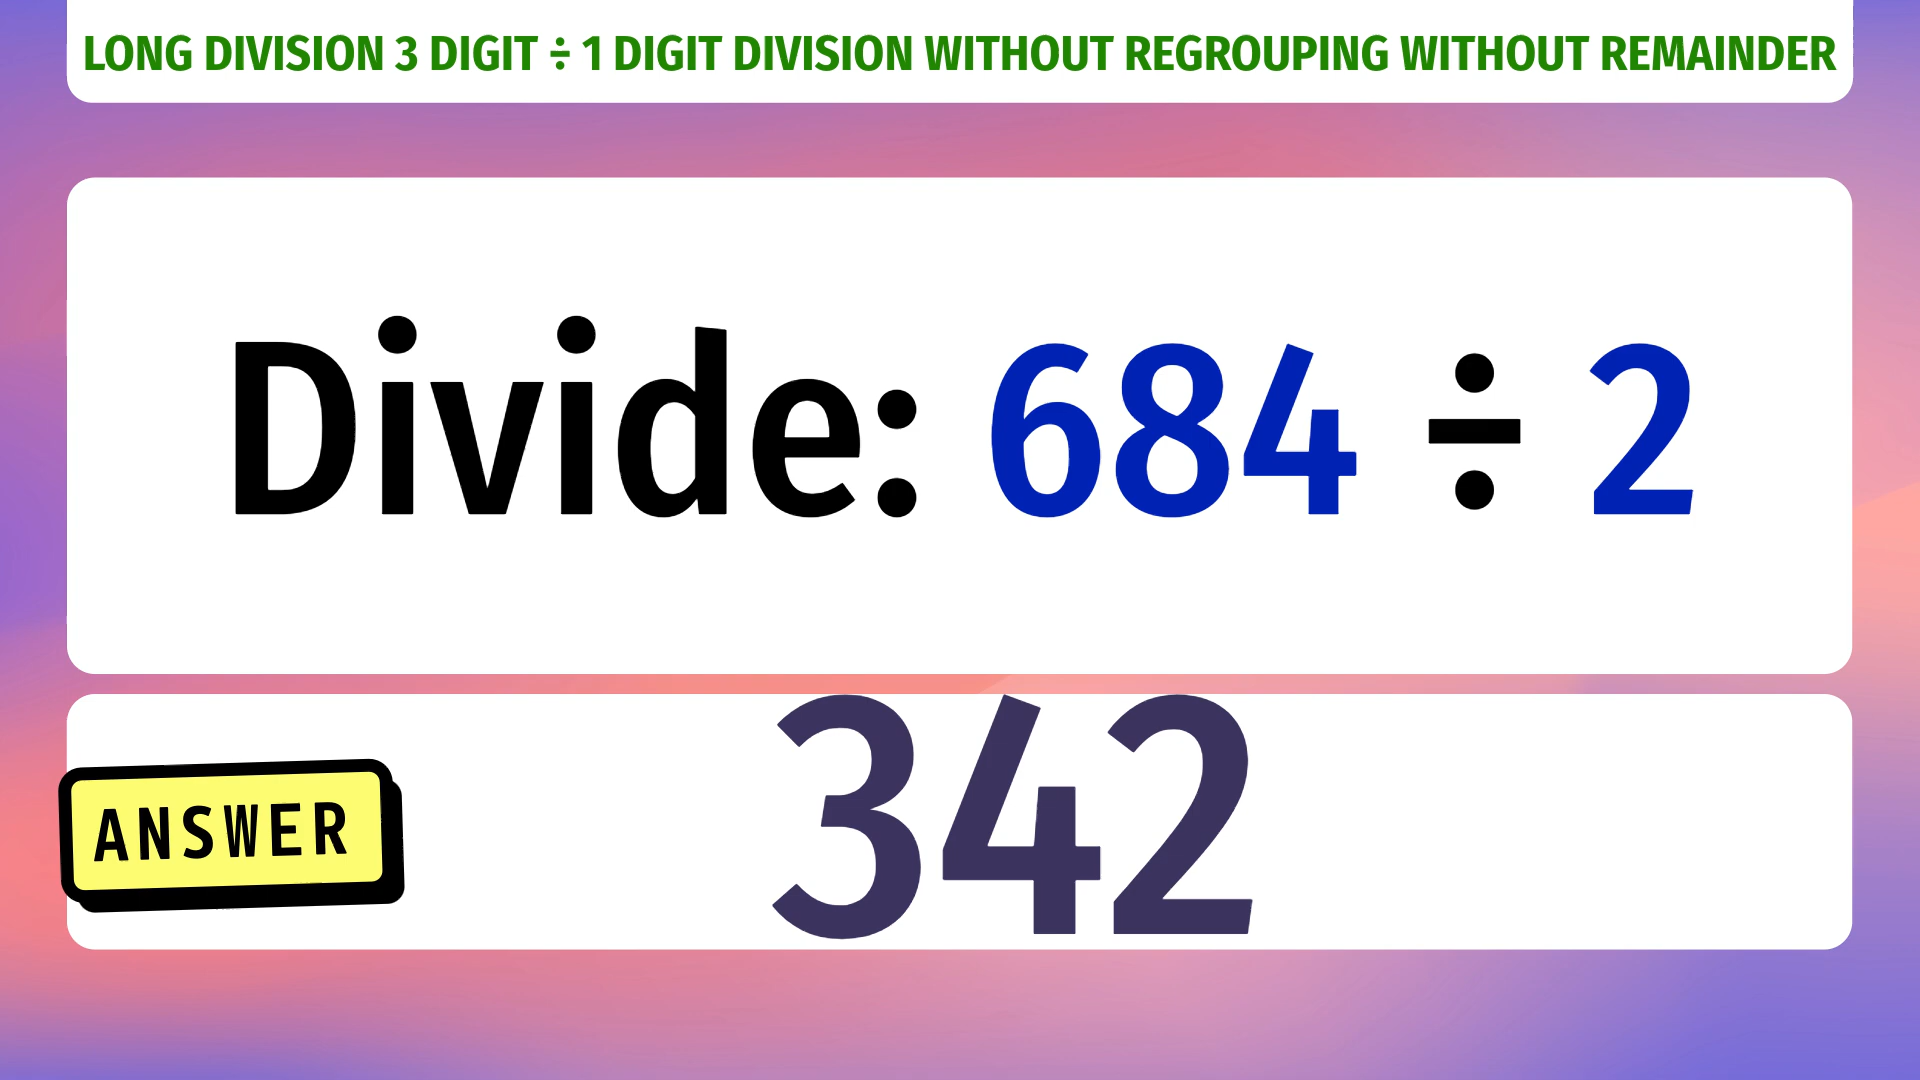 LONG DIVISION 3 DIGIT ÷ 1 DIGIT DIVISION WITHOUT REGROUPING WITHOUT REMAINDER
Divide: 684 ÷ 2
342
ANSWER